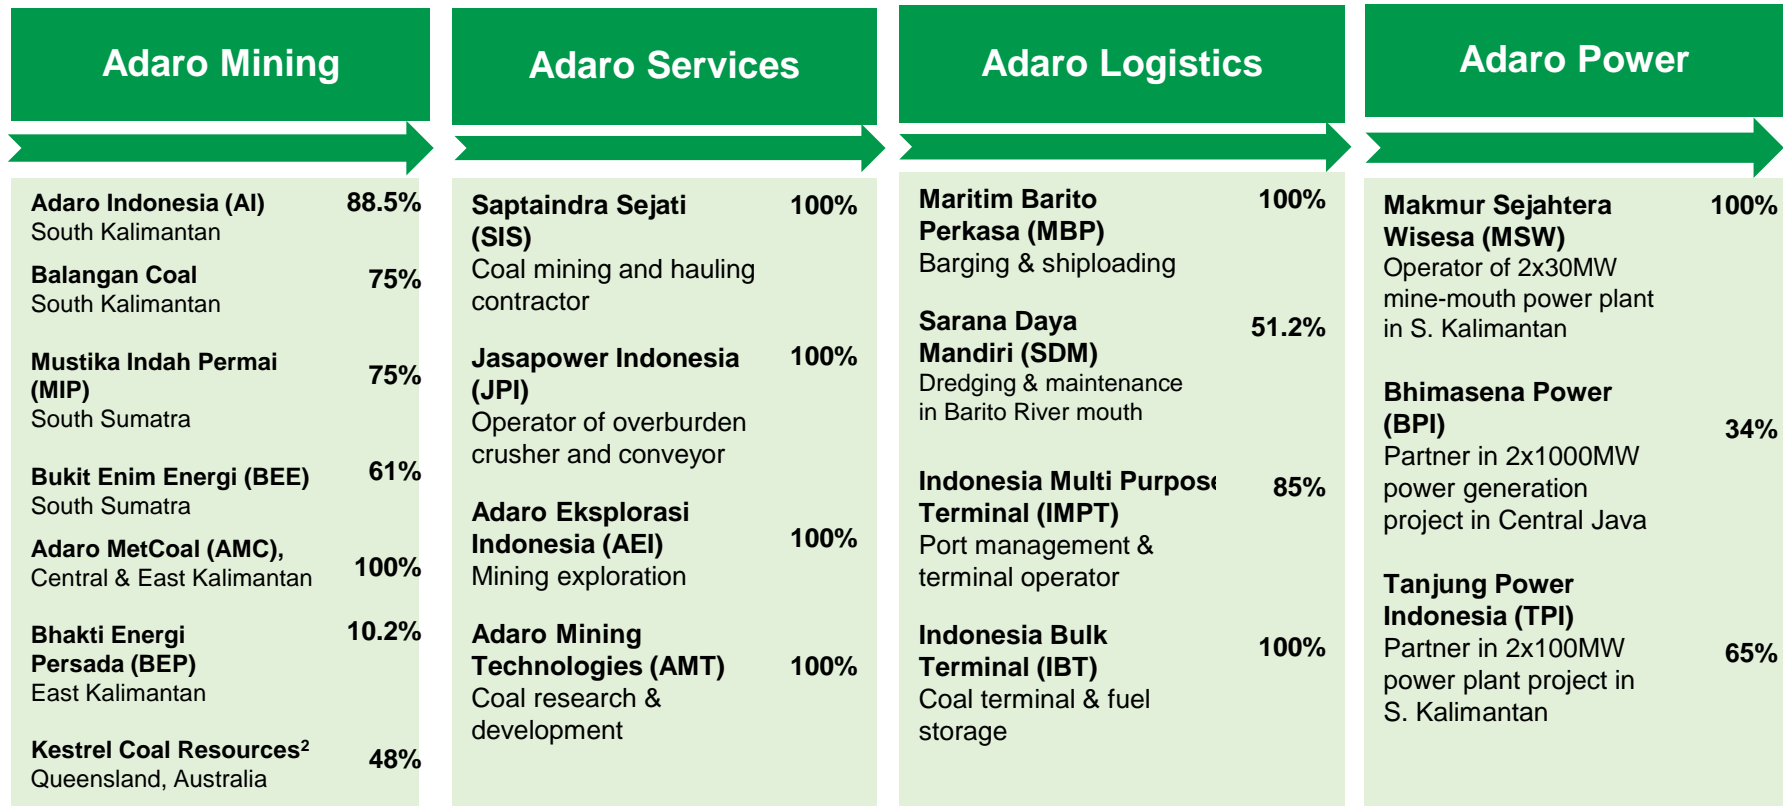 Adaro Mining
Adaro Indonesia (AI) 88.5%
South Kalimantan
Balangan Coal 75%
South Kalimantan
Mustika Indah Permai
(MIP) 75%
South Sumatra
Bukit Enim Energi (BEE) 61%
South Sumatra
Adaro MetCoal (AMC),
Central & East Kalimantan 100%
Bhakti Energi 10.2%
Persada (BEP)
East Kalimantan
Kestrel Coal Resources² 48%
Queensland, Australia
Adaro Services
Saptaindra Sejati 100%
(SIS)
Coal mining and hauling
contractor
Jasapower Indonesia 100%
(JPI)
Operator of overburden
crusher and conveyor
Adaro Eksplorasi
Indonesia (AEI) 100%
Mining exploration
Adaro Mining
Technologies (AMT) 100%
Coal research &
development
Adaro Logistics
Maritim Barito 100%
Perkasa (MBP)
Barging & shiploading
Sarana Daya 51.2%
Mandiri (SDM)
Dredging & maintenance
in Barito River mouth
Indonesia Multi Purpose 85%
Terminal (IMPT)
Port management &
terminal operator
Indonesia Bulk 100%
Terminal (IBT)
Coal terminal & fuel
storage
Adaro Power
Makmur Sejahtera 100%
Wisesa (MSW)
Operator of 2x30MW
mine-mouth power plant
in S. Kalimantan
Bhimasena Power
(BPI) 34%
Partner in 2x1000MW
power generation
project in Central Java
Tanjung Power
Indonesia (TPI)
Partner in 2x100MW 65%
power plant project in
S. Kalimantan